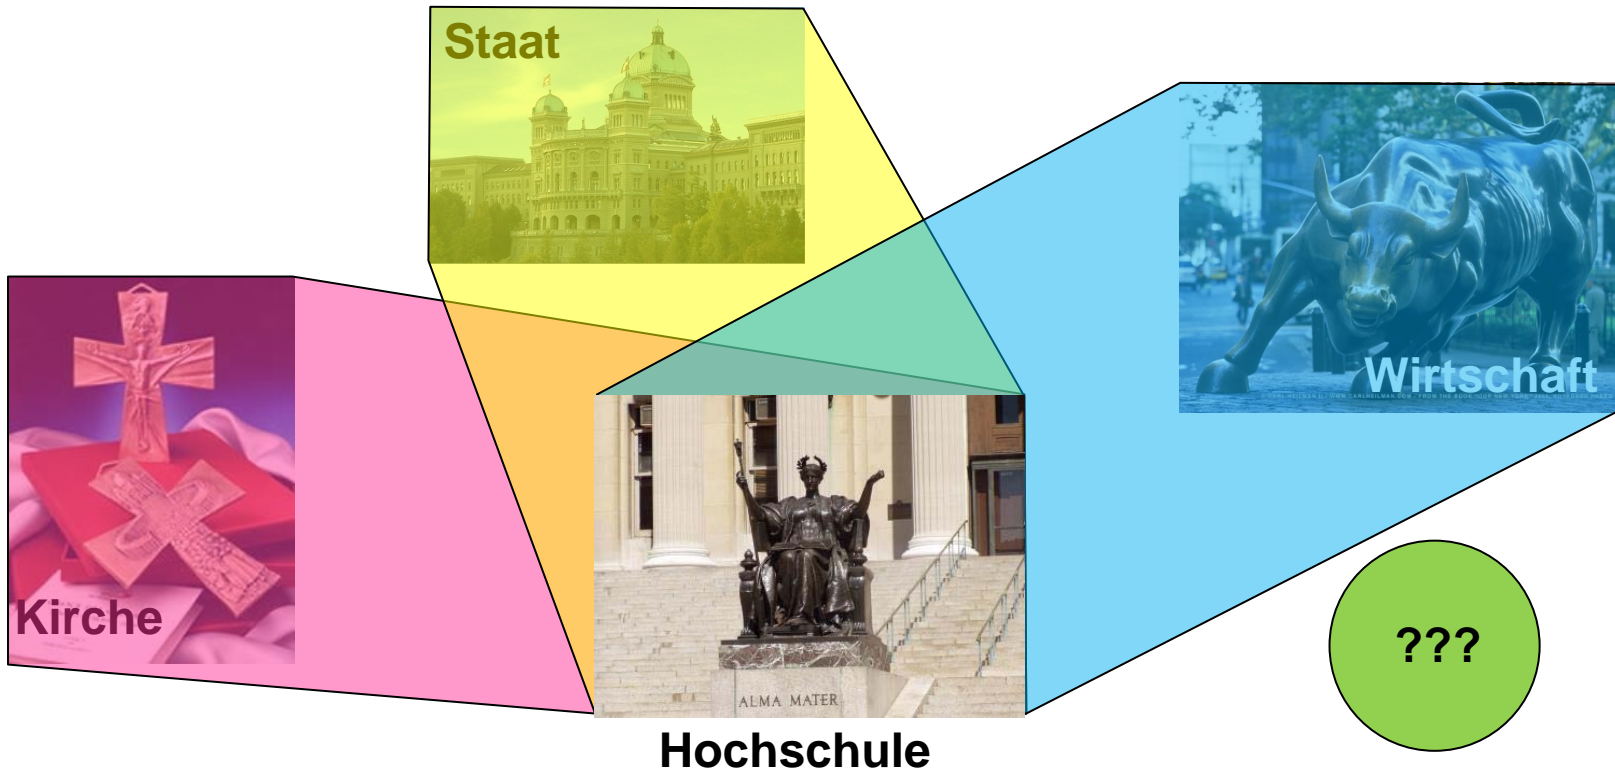 Staat
Wirtschaft
Kirche
???
ALMA MATER
Hochschule